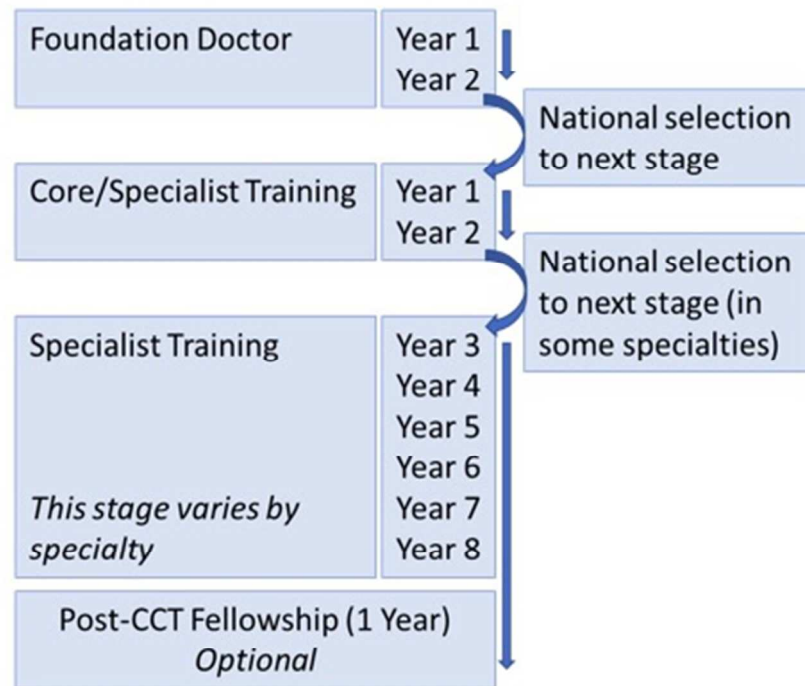 Foundation Doctor
Year 1
Year 2
National selection
to next stage
Core/Specialist Training
Year 1
Year 2
National selection
to next stage (in
some specialties)
Specialist Training
This stage varies by
specialty
Year 3
Year 4
Year 5
Year 6
Year 7
Year 8
Post-CCT Fellowship (1 Year)
Optional